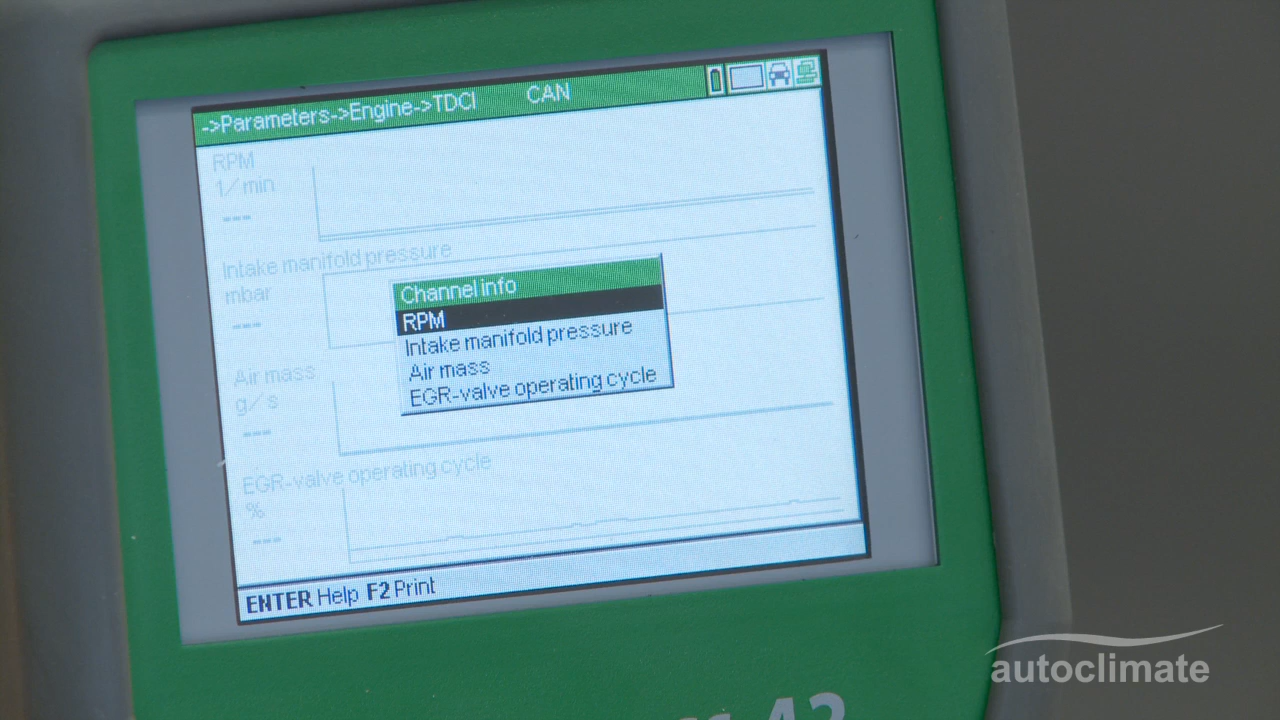 ->Parameters->Engine->TDCI CAN
RPM
1/min
---
Intake manifold pressure
mbar
---
Air mass
g/s
---
EGR-valve operating cycle
%
---
Channel info
RPM
Intake manifold pressure
Air mass
EGR-valve operating cycle
ENTER Help F2 Print
autoclimate